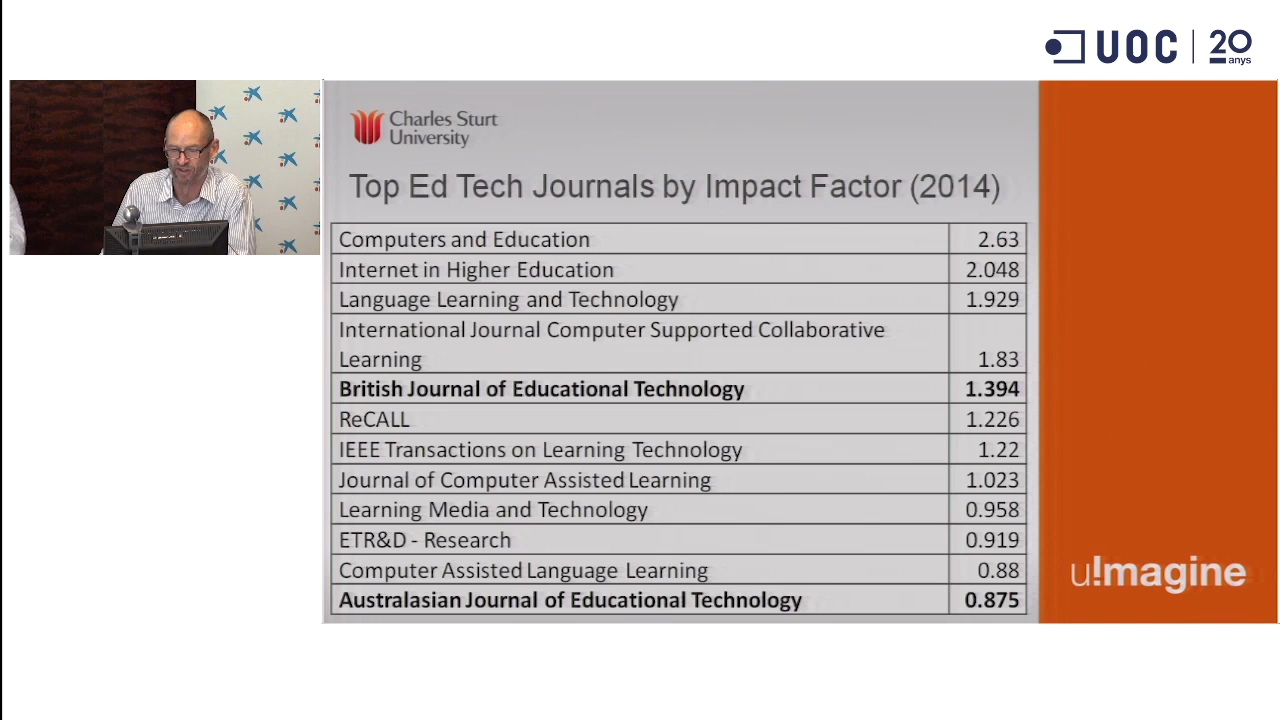 UOC 20
anys
Charles Sturt
University
Top Ed Tech Journals by Impact Factor (2014)
Computers and Education 2.63
Internet in Higher Education 2.048
Language Learning and Technology 1.929
International Journal Computer Supported Collaborative
Learning 1.83
British Journal of Educational Technology 1.394
ReCALL 1.226
IEEE Transactions on Learning Technology 1.22
Journal of Computer Assisted Learning 1.023
Learning Media and Technology 0.958
ETR&D - Research 0.919
Computer Assisted Language Learning 0.88
Australasian Journal of Educational Technology 0.875
u!magine